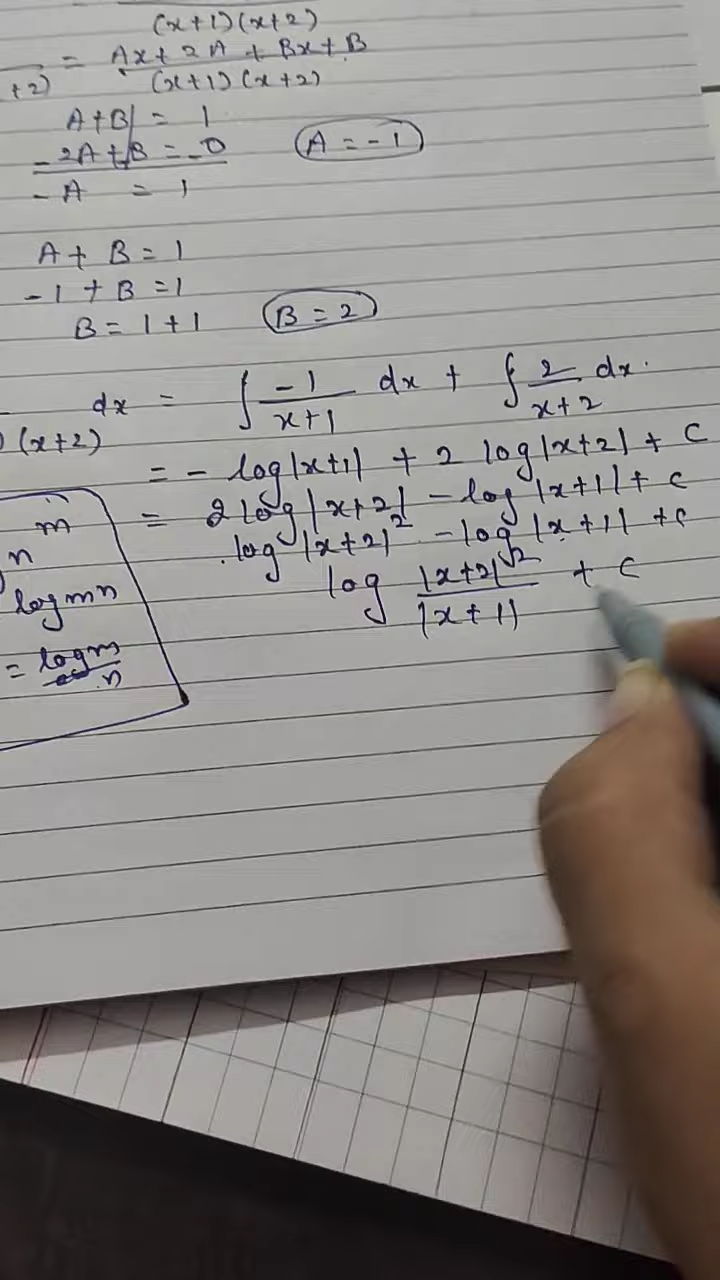 (x+1)(x+2)
= Ax + 2A + Bx + B
+2) (x+1)(x+2)
A+B = 1
-2A+B = -0 A = -1
-A = 1
A + B = 1
-1 + B = 1
B = 1+1 B = 2
dx = ∫ -1/x+1 dx + ∫ 2/x+2 dx.
) (x+2)
= - log|x+1| + 2 log|x+2| + c
= 2 log|x+2| - log|x+1| + c
log|x+2|² - log|x+1| + c
log |x+2|²/|x+1| + c
m
n
log mn
= log m/n